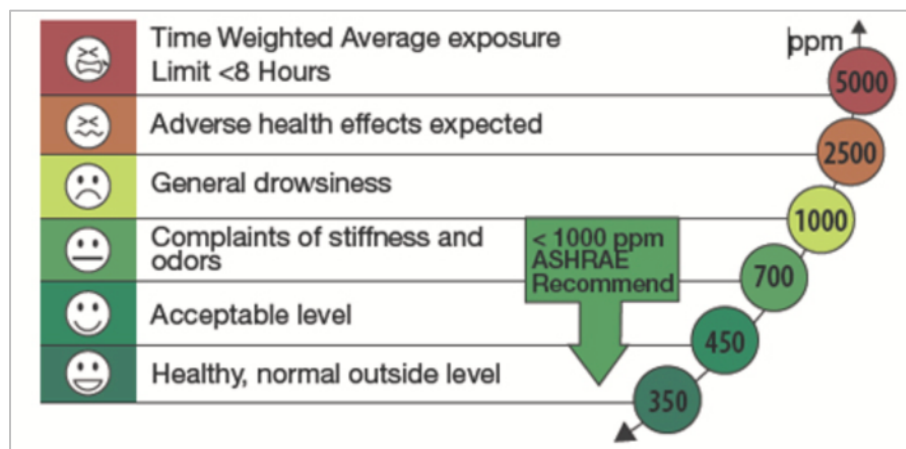 Time Weighted Average exposure
Limit <8 Hours
ppm
5000
Adverse health effects expected
2500
General drowsiness
1000
Complaints of stiffness and
odors
< 1000 ppm
ASHRAE
Recommend
700
Acceptable level
450
Healthy, normal outside level
350